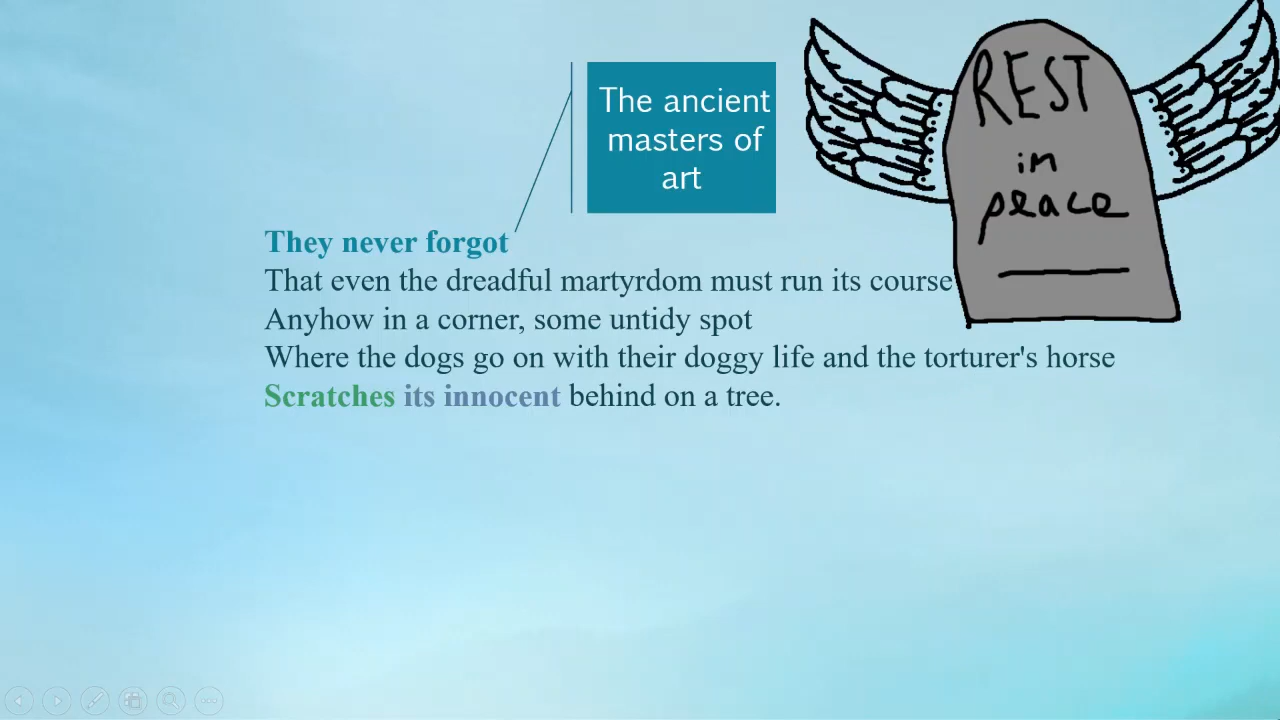 The ancient
masters of
art
REST
in
peace
They never forgot
That even the dreadful martyrdom must run its course
Anyhow in a corner, some untidy spot
Where the dogs go on with their doggy life and the torturer's horse
Scratches its innocent behind on a tree.